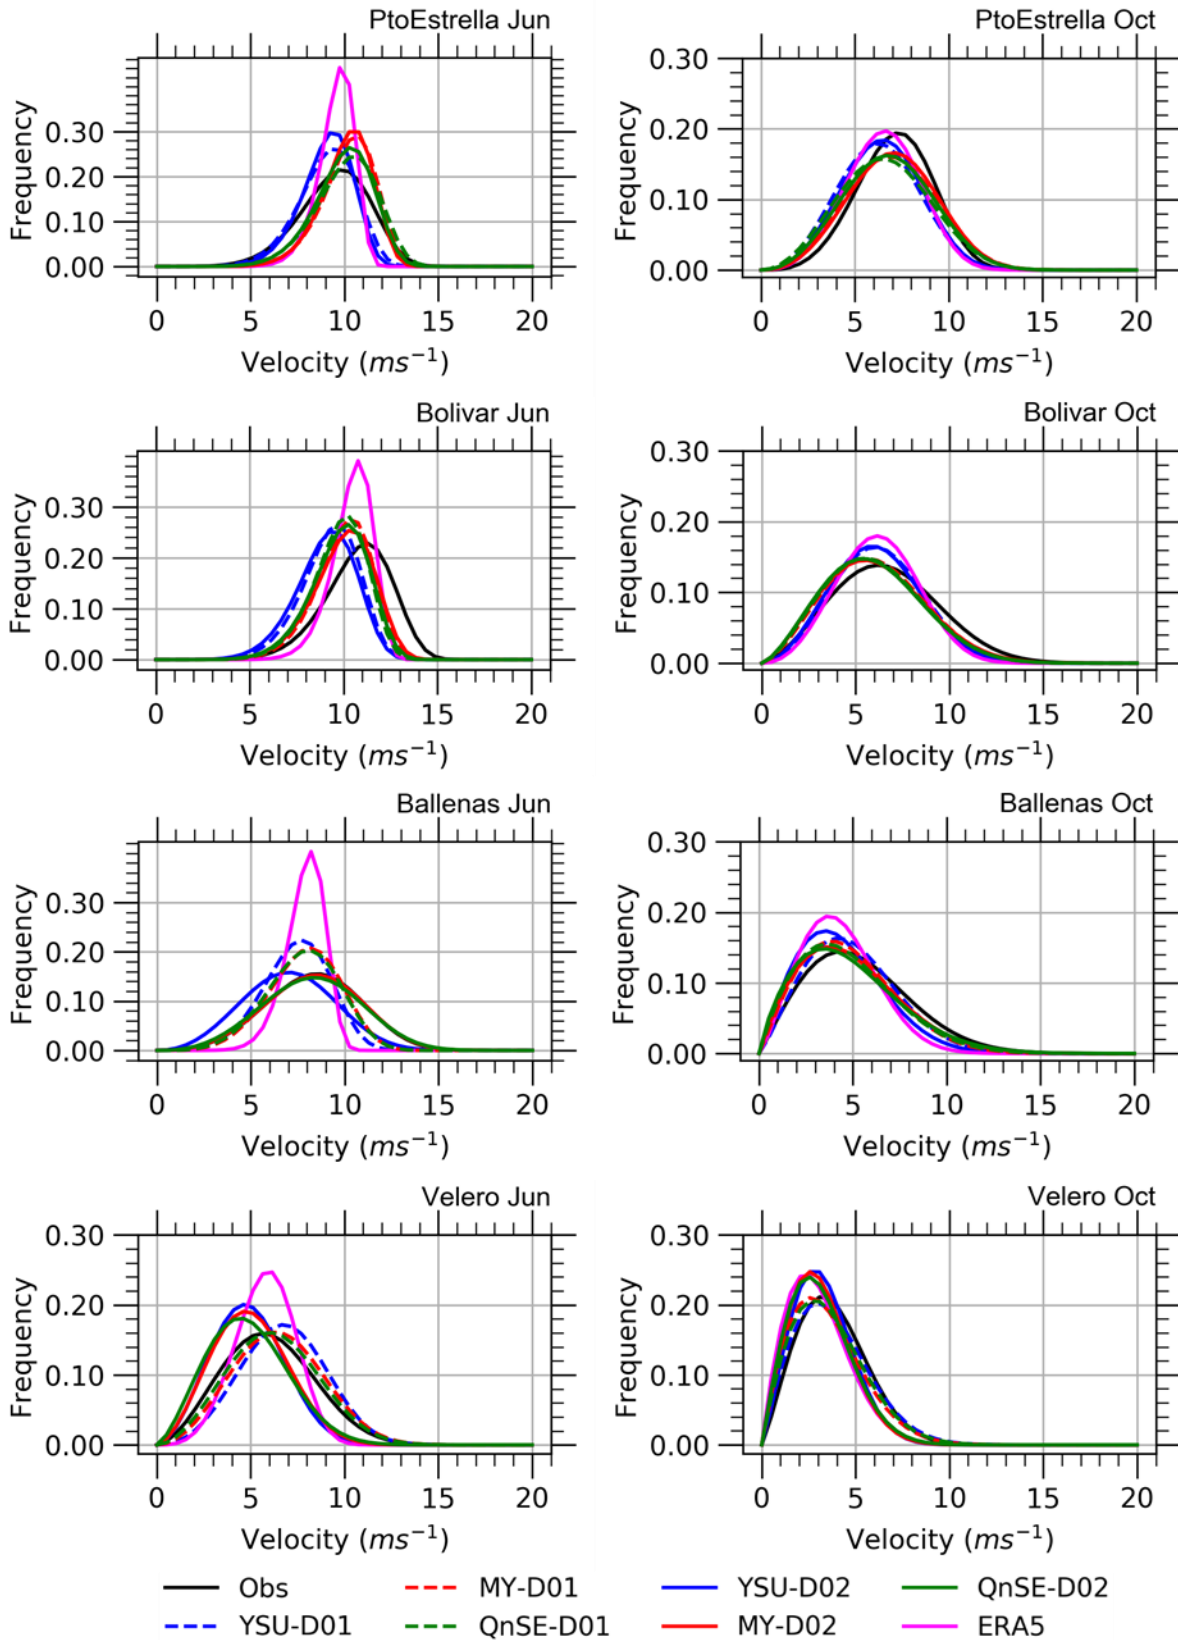 PtoEstrella Jun
PtoEstrella Oct
Frequency
0.30
0.20
0.10
0.00
0 5 10 15 20
Velocity (ms⁻¹)
Frequency
0.30
0.20
0.10
0.00
0 5 10 15 20
Velocity (ms⁻¹)
Bolivar Jun
Bolivar Oct
Frequency
0.30
0.20
0.10
0.00
0 5 10 15 20
Velocity (ms⁻¹)
Frequency
0.30
0.20
0.10
0.00
0 5 10 15 20
Velocity (ms⁻¹)
Ballenas Jun
Ballenas Oct
Frequency
0.30
0.20
0.10
0.00
0 5 10 15 20
Velocity (ms⁻¹)
Frequency
0.30
0.20
0.10
0.00
0 5 10 15 20
Velocity (ms⁻¹)
Velero Jun
Velero Oct
Frequency
0.30
0.20
0.10
0.00
0 5 10 15 20
Velocity (ms⁻¹)
Frequency
0.30
0.20
0.10
0.00
0 5 10 15 20
Velocity (ms⁻¹)
Obs MY-D01 YSU-D02 QnSE-D02
YSU-D01 QnSE-D01 MY-D02 ERA5